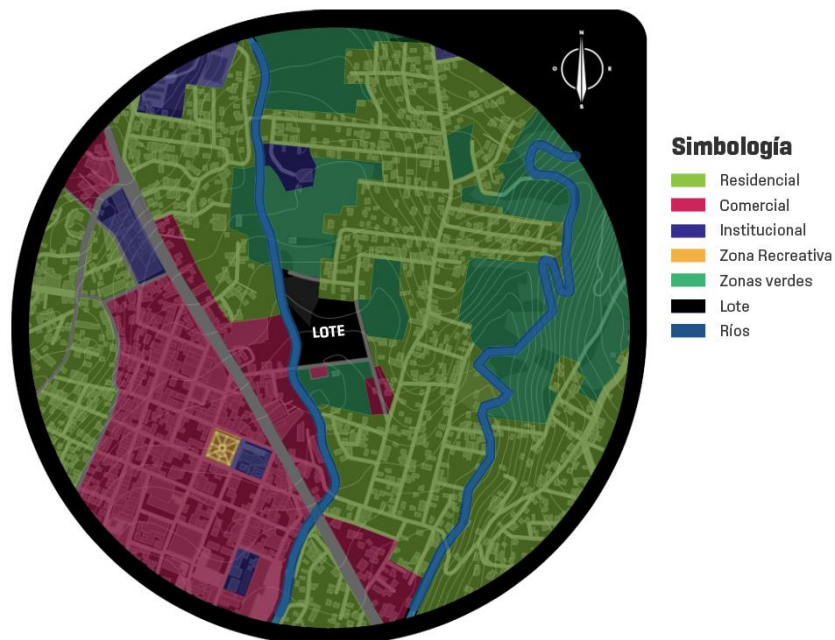 N
O
E
S
Simbología
Residencial
Comercial
Institucional
Zona Recreativa
Zonas verdes
Lote
Ríos
LOTE